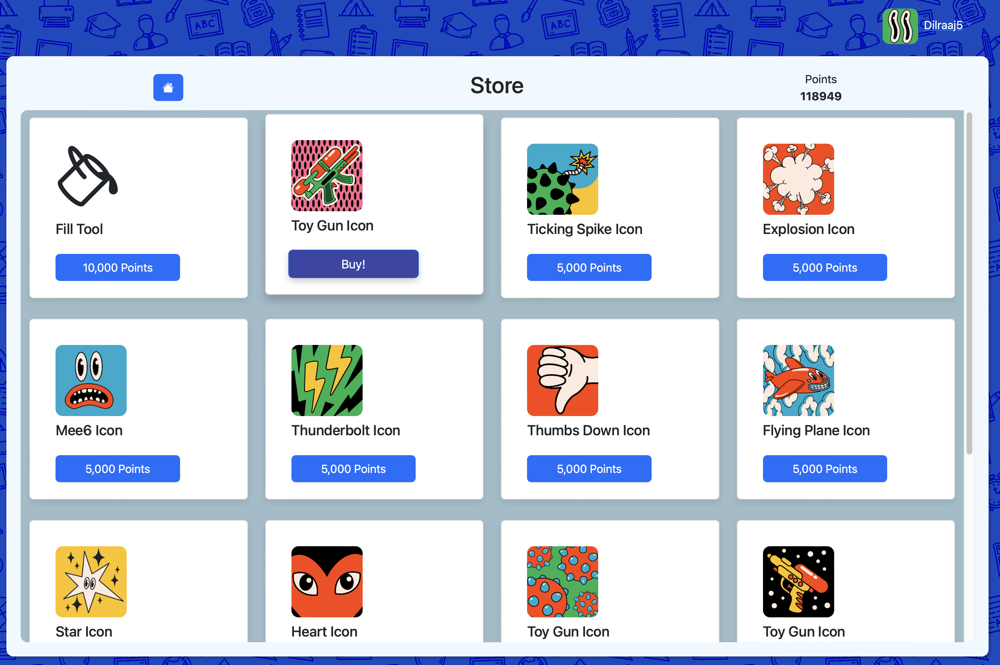 ABC
ABC
Dilraaj5
Store
Points
118949
Fill Tool
10,000 Points
Toy Gun Icon
Buy!
Ticking Spike Icon
5,000 Points
Explosion Icon
5,000 Points
Mee6 Icon
5,000 Points
Thunderbolt Icon
5,000 Points
Thumbs Down Icon
5,000 Points
Flying Plane Icon
5,000 Points
Star Icon
Heart Icon
Toy Gun Icon
Toy Gun Icon